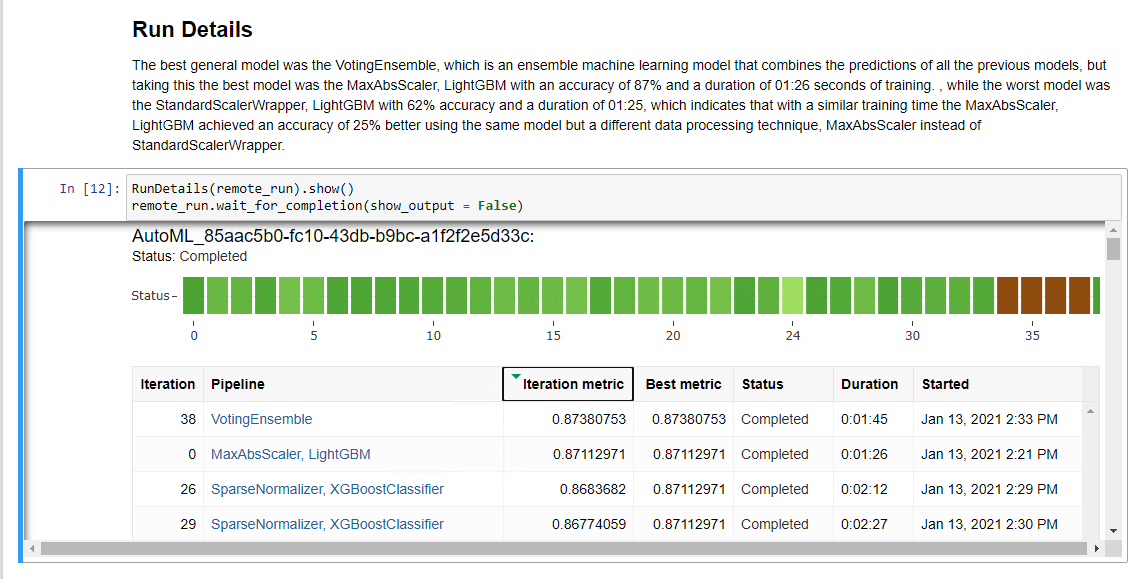 Run Details
The best general model was the VotingEnsemble, which is an ensemble machine learning model that combines the predictions of all the previous models, but
taking this the best model was the MaxAbsScaler, LightGBM with an accuracy of 87% and a duration of 01:26 seconds of training. , while the worst model was
the StandardScalerWrapper, LightGBM with 62% accuracy and a duration of 01:25, which indicates that with a similar training time the MaxAbsScaler,
LightGBM achieved an accuracy of 25% better using the same model but a different data processing technique, MaxAbsScaler instead of
StandardScalerWrapper.
In [12]: RunDetails(remote_run).show()
remote_run.wait_for_completion(show_output = False)
AutoML_85aac5b0-fc10-43db-b9bc-a1f2f2e5d33c:
Status: Completed
Status
0 5 10 15 20 24 30 35
Iteration Pipeline Iteration metric Best metric Status Duration Started
38 VotingEnsemble 0.87380753 0.87380753 Completed 0:01:45 Jan 13, 2021 2:33 PM
0 MaxAbsScaler, LightGBM 0.87112971 0.87112971 Completed 0:01:26 Jan 13, 2021 2:21 PM
26 SparseNormalizer, XGBoostClassifier 0.8683682 0.87112971 Completed 0:02:12 Jan 13, 2021 2:29 PM
29 SparseNormalizer, XGBoostClassifier 0.86774059 0.87112971 Completed 0:02:27 Jan 13, 2021 2:30 PM